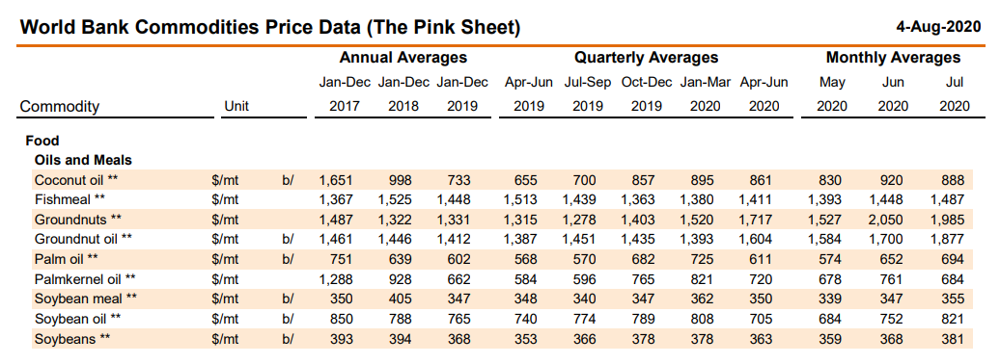 World Bank Commodities Price Data (The Pink Sheet) 4-Aug-2020
Annual Averages Quarterly Averages Monthly Averages
Jan-Dec Jan-Dec Jan-Dec Apr-Jun Jul-Sep Oct-Dec Jan-Mar Apr-Jun May Jun Jul
Commodity Unit 2017 2018 2019 2019 2019 2019 2020 2020 2020 2020 2020
Food
Oils and Meals
Coconut oil ** $/mt b/ 1,651 998 733 655 700 857 895 861 830 920 888
Fishmeal ** $/mt 1,367 1,525 1,448 1,513 1,439 1,363 1,380 1,411 1,393 1,448 1,487
Groundnuts ** $/mt 1,487 1,322 1,331 1,315 1,278 1,403 1,520 1,717 1,527 2,050 1,985
Groundnut oil ** $/mt b/ 1,461 1,446 1,412 1,387 1,451 1,435 1,393 1,604 1,584 1,700 1,877
Palm oil ** $/mt b/ 751 639 602 568 570 682 725 611 574 652 694
Palmkernel oil ** $/mt 1,288 928 662 584 596 765 821 720 678 761 684
Soybean meal ** $/mt b/ 350 405 347 348 340 347 362 350 339 347 355
Soybean oil ** $/mt b/ 850 788 765 740 774 789 808 705 684 752 821
Soybeans ** $/mt b/ 393 394 368 353 366 378 378 363 359 368 381